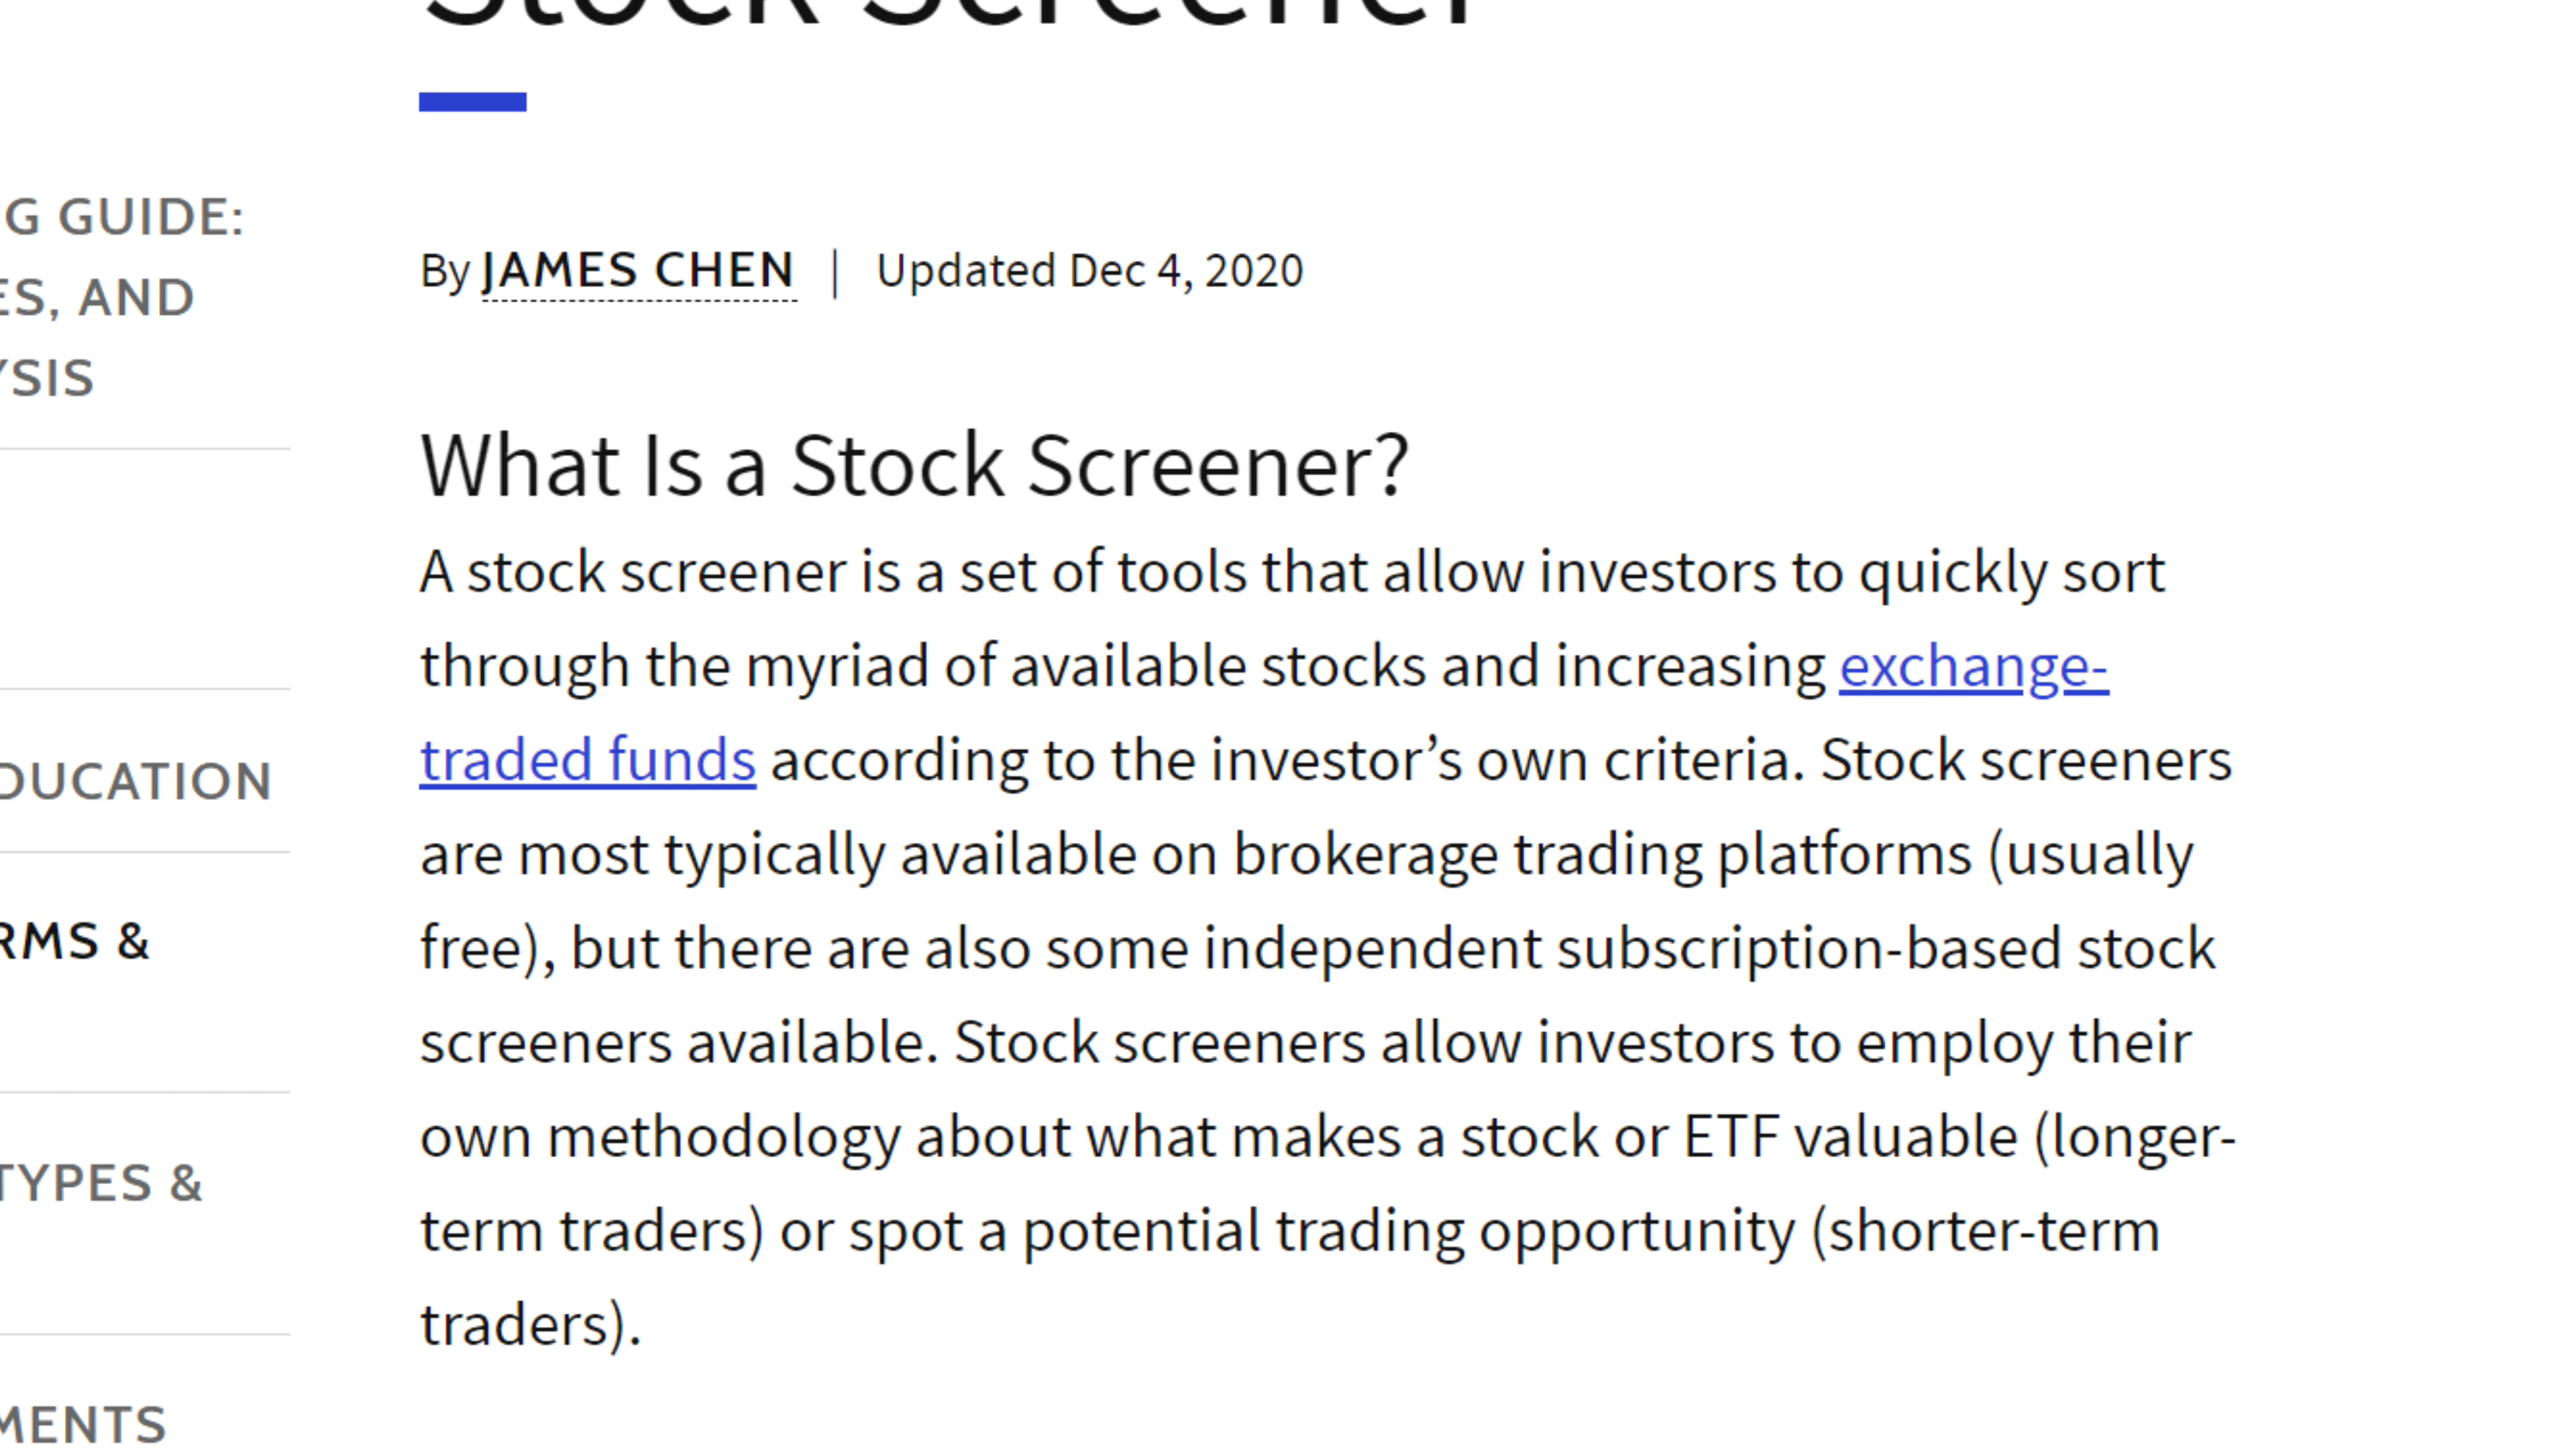 Stock Screener
G GUIDE:
ES, AND
YSIS
DUCATION
RMS &
TYPES &
MENTS
By JAMES CHEN | Updated Dec 4, 2020
What Is a Stock Screener?
A stock screener is a set of tools that allow investors to quickly sort
through the myriad of available stocks and increasing exchange-
traded funds according to the investor’s own criteria. Stock screeners
are most typically available on brokerage trading platforms (usually
free), but there are also some independent subscription-based stock
screeners available. Stock screeners allow investors to employ their
own methodology about what makes a stock or ETF valuable (longer-
term traders) or spot a potential trading opportunity (shorter-term
traders).